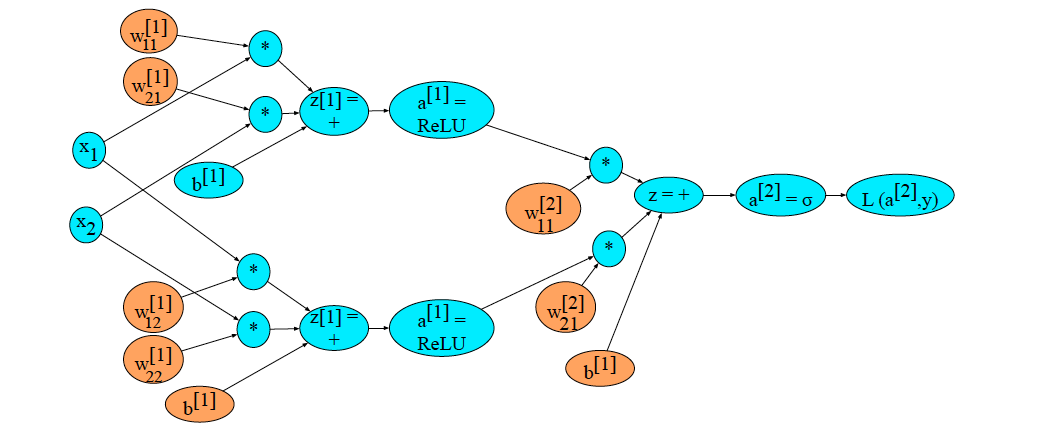 w[1]11
*
w[1]21
*
z[1] =
+
a[1] =
ReLU
x1
b[1]
*
w[2]11
z = +
a[2] = σ
L (a[2],y)
x2
*
*
w[1]12
w[2]21
*
z[1] =
+
a[1] =
ReLU
w[1]22
b[1]
b[1]